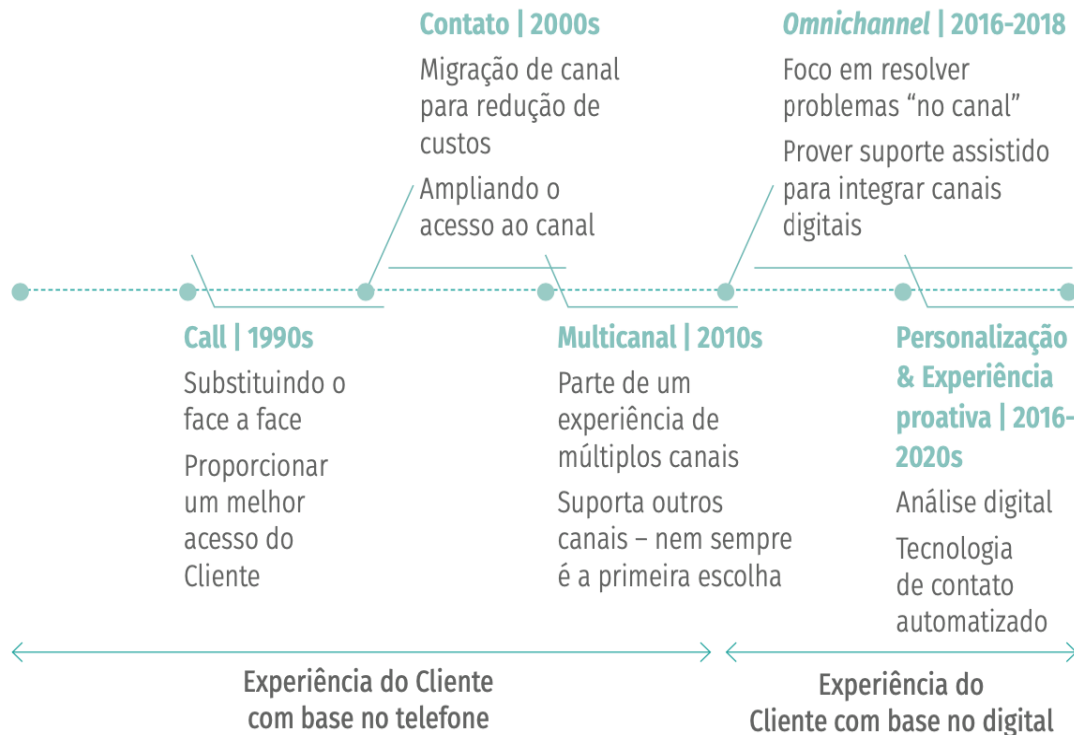 Contato | 2000s
Migração de canal
para redução de
custos
Ampliando o
acesso ao canal
Omnichannel | 2016-2018
Foco em resolver
problemas “no canal”
Prover suporte assistido
para integrar canais
digitais
Call | 1990s
Substituindo o
face a face
Proporcionar
um melhor
acesso do
Cliente
Multicanal | 2010s
Parte de um
experiência de
múltiplos canais
Suporta outros
canais – nem sempre
é a primeira escolha
Personalização
& Experiência
proativa | 2016-
2020s
Análise digital
Tecnologia
de contato
automatizado
Experiência do Cliente
com base no telefone
Experiência do
Cliente com base no digital